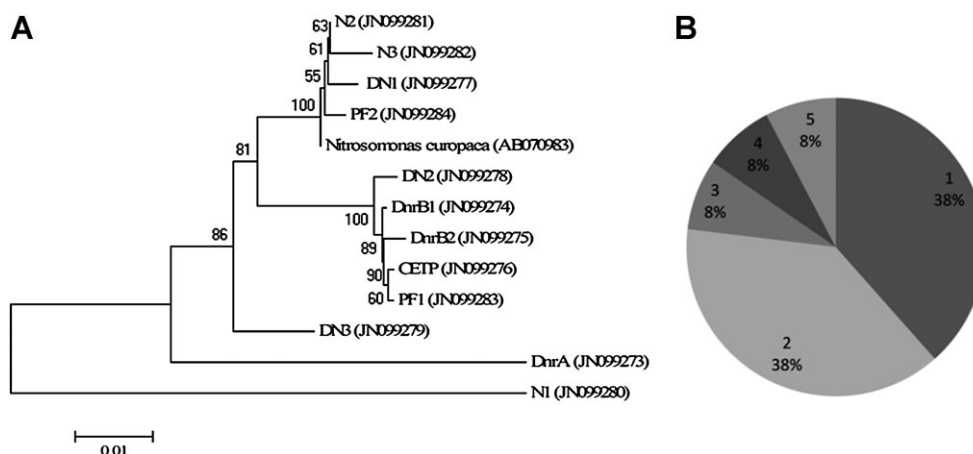 A
B
63
N2 (JN099281)
61
N3 (JN099282)
55
DN1 (JN099277)
100
PF2 (JN099284)
Nitrosomonas europaca (AB070983)
81
DN2 (JN099278)
DnrB1 (JN099274)
100
DnrB2 (JN099275)
89
CETP (JN099276)
90
PF1 (JN099283)
60
86
DN3 (JN099279)
DnrA (JN099273)
N1 (JN099280)
0.01
1
38%
2
38%
3
8%
4
8%
5
8%